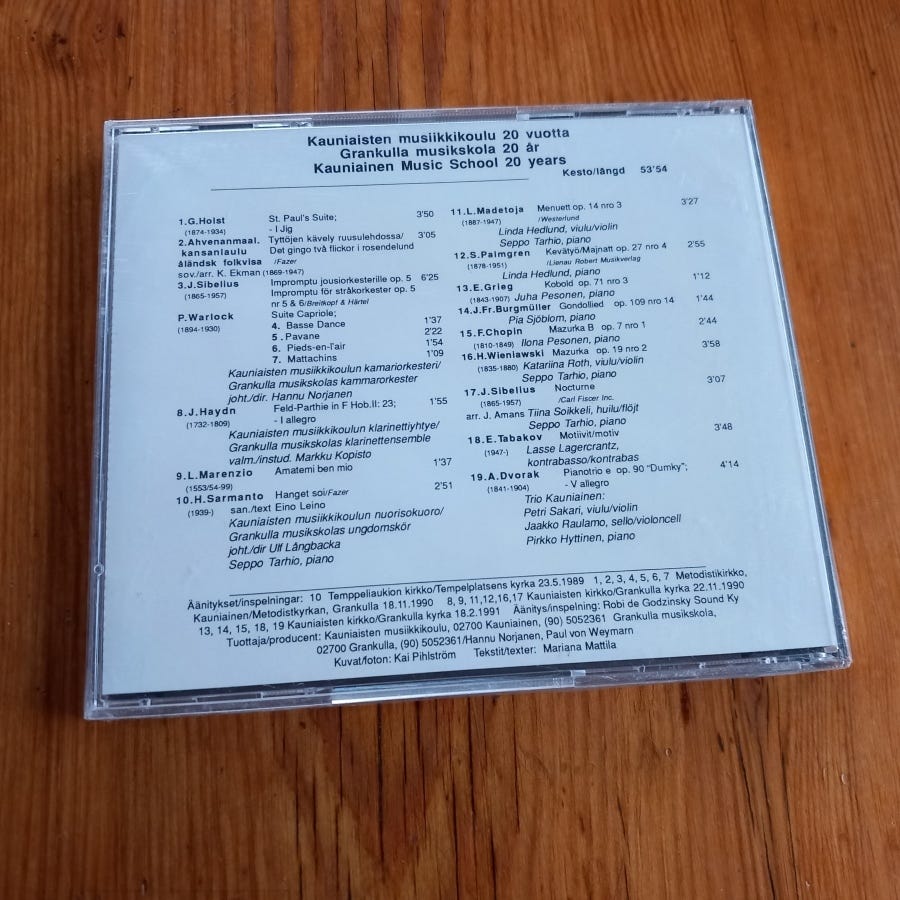 Kauniaisten musiikkikoulu 20 vuotta
Grankulla musikskola 20 år
Kauniainen Music School 20 years
Kesto/längd 53'54
1.G.Holst St. Paul's Suite; 3'50
(1874-1934) - I Jig
2.Ahvenanmaal. Tyttöjen kävely ruusulehdossa/ 3'05
kansanlaulu Det gingo två flickor i rosendelund
åländsk folkvisa /Fazer
sov./arr. K. Ekman (1869-1947)
3.J.Sibelius Impromptu jousiorkesterille op. 5 6'25
(1865-1957) Impromptu för stråkorkester op. 5
nr 5 & 6/Breitkopf & Härtel
P.Warlock Suite Capriole;
(1894-1930) 4. Basse Dance 1'37
5. Pavane 2'22
6. Pieds-en-l'air 1'54
7. Mattachins 1'09
Kauniaisten musiikkikoulun kamariorkesteri/
Grankulla musikskolas kammarorkester
joht./dir. Hannu Norjanen
8.J.Haydn Feld-Parthie in F Hob.II: 23; 1'55
(1732-1809) - I allegro
Kauniaisten musiikkikoulun klarinettiyhtye/
Grankulla musikskolas klarinettensemble
valm./instud. Markku Kopisto
9.L.Marenzio Amatemi ben mio 1'37
(1553/54-99)
10.H.Sarmanto Hanget soi/Fazer 2'51
(1939-) san./text Eino Leino
Kauniaisten musiikkikoulun nuorisokuoro/
Grankulla musikskolas ungdomskör
joht./dir Ulf Långbacka
Seppo Tarhio, piano
11.L.Madetoja Menuett op. 14 nro 3 3'27
(1887-1947) /Westerlund
Linda Hedlund, viulu/violin
Seppo Tarhio, piano
12.S.Palmgren Kevätyö/Majnatt op. 27 nro 4 2'55
(1878-1951) /Lienau Robert Musikverlag
Linda Hedlund, piano
13.E.Grieg Kobold op. 71 nro 3 1'12
(1843-1907) Juha Pesonen, piano
14.J.Fr.Burgmüller Gondollied op. 109 nro 14 1'44
Pia Sjöblom, piano
15.F.Chopin Mazurka B op. 7 nro 1 2'44
(1810-1849) Ilona Pesonen, piano
16.H.Wieniawski Mazurka op. 19 nro 2 3'58
(1835-1880) Katariina Roth, viulu/violin
Seppo Tarhio, piano
17.J.Sibelius Nocturne 3'07
(1865-1957) /Carl Fiscer Inc.
arr. J. Amans Tiina Soikkeli, huilu/flöjt
Seppo Tarhio, piano
18.E.Tabakov Motiivit/motiv 3'48
(1947-) Lasse Lagercrantz,
kontrabasso/kontrabas
19.A.Dvorak Pianotrio e op. 90 "Dumky"; 4'14
(1841-1904) - V allegro
Trio Kauniainen:
Petri Sakari, viulu/violin
Jaakko Raulamo, sello/violoncell
Pirkko Hyttinen, piano
Äänitykset/inspelningar: 10 Temppeliaukion kirkko/Tempelplatsens kyrka 23.5.1989 1, 2, 3, 4, 5, 6, 7 Metodistikirkko,
Kauniainen/Metodistkyrkan, Grankulla 18.11.1990 8, 9, 11,12,16,17 Kauniaisten kirkko/Grankulla kyrka 22.11.1990
13, 14, 15, 18, 19 Kauniaisten kirkko/Grankulla kyrka 18.2.1991 Äänitys/inspelning: Robi de Godzinsky Sound Ky
Tuottaja/producent: Kauniaisten musiikkikoulu, 02700 Kauniainen, (90) 5052361 Grankulla musikskola,
02700 Grankulla, (90) 5052361/Hannu Norjanen, Paul von Weymarn
Kuvat/foton: Kai Pihlström Tekstit/texter: Mariana Mattila